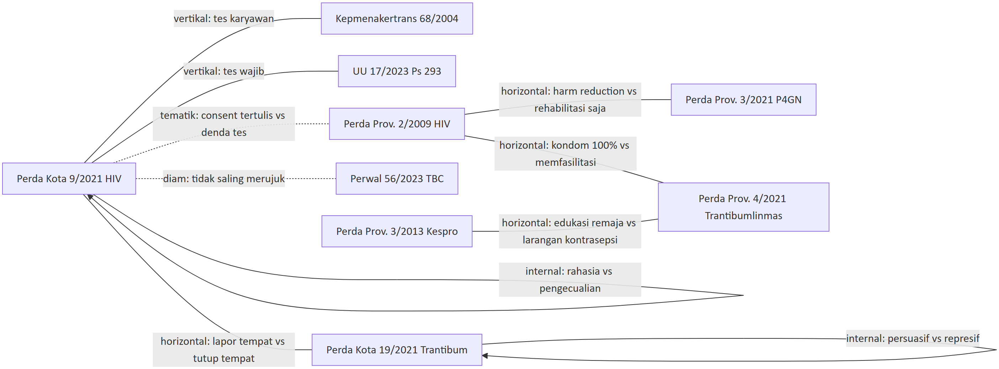 vertikal: tes karyawan
Kepmenakertrans 68/2004
vertikal: tes wajib
UU 17/2023 Ps 293
horizontal: harm reduction vs
rehabilitasi saja
Perda Prov. 3/2021 P4GN
tematik: consent tertulis vs
denda tes
Perda Prov. 2/2009 HIV
horizontal: kondom 100% vs
memfasilitasi
Perda Kota 9/2021 HIV
diam: tidak saling merujuk
Perwal 56/2023 TBC
Perda Prov. 4/2021
Trantibumlinmas
Perda Prov. 3/2013 Kespro
horizontal: edukasi remaja vs
larangan kontrasepsi
internal: rahasia vs
pengecualian
horizontal: lapor tempat vs
tutup tempat
Perda Kota 19/2021 Trantibum
internal: persuasif vs represif